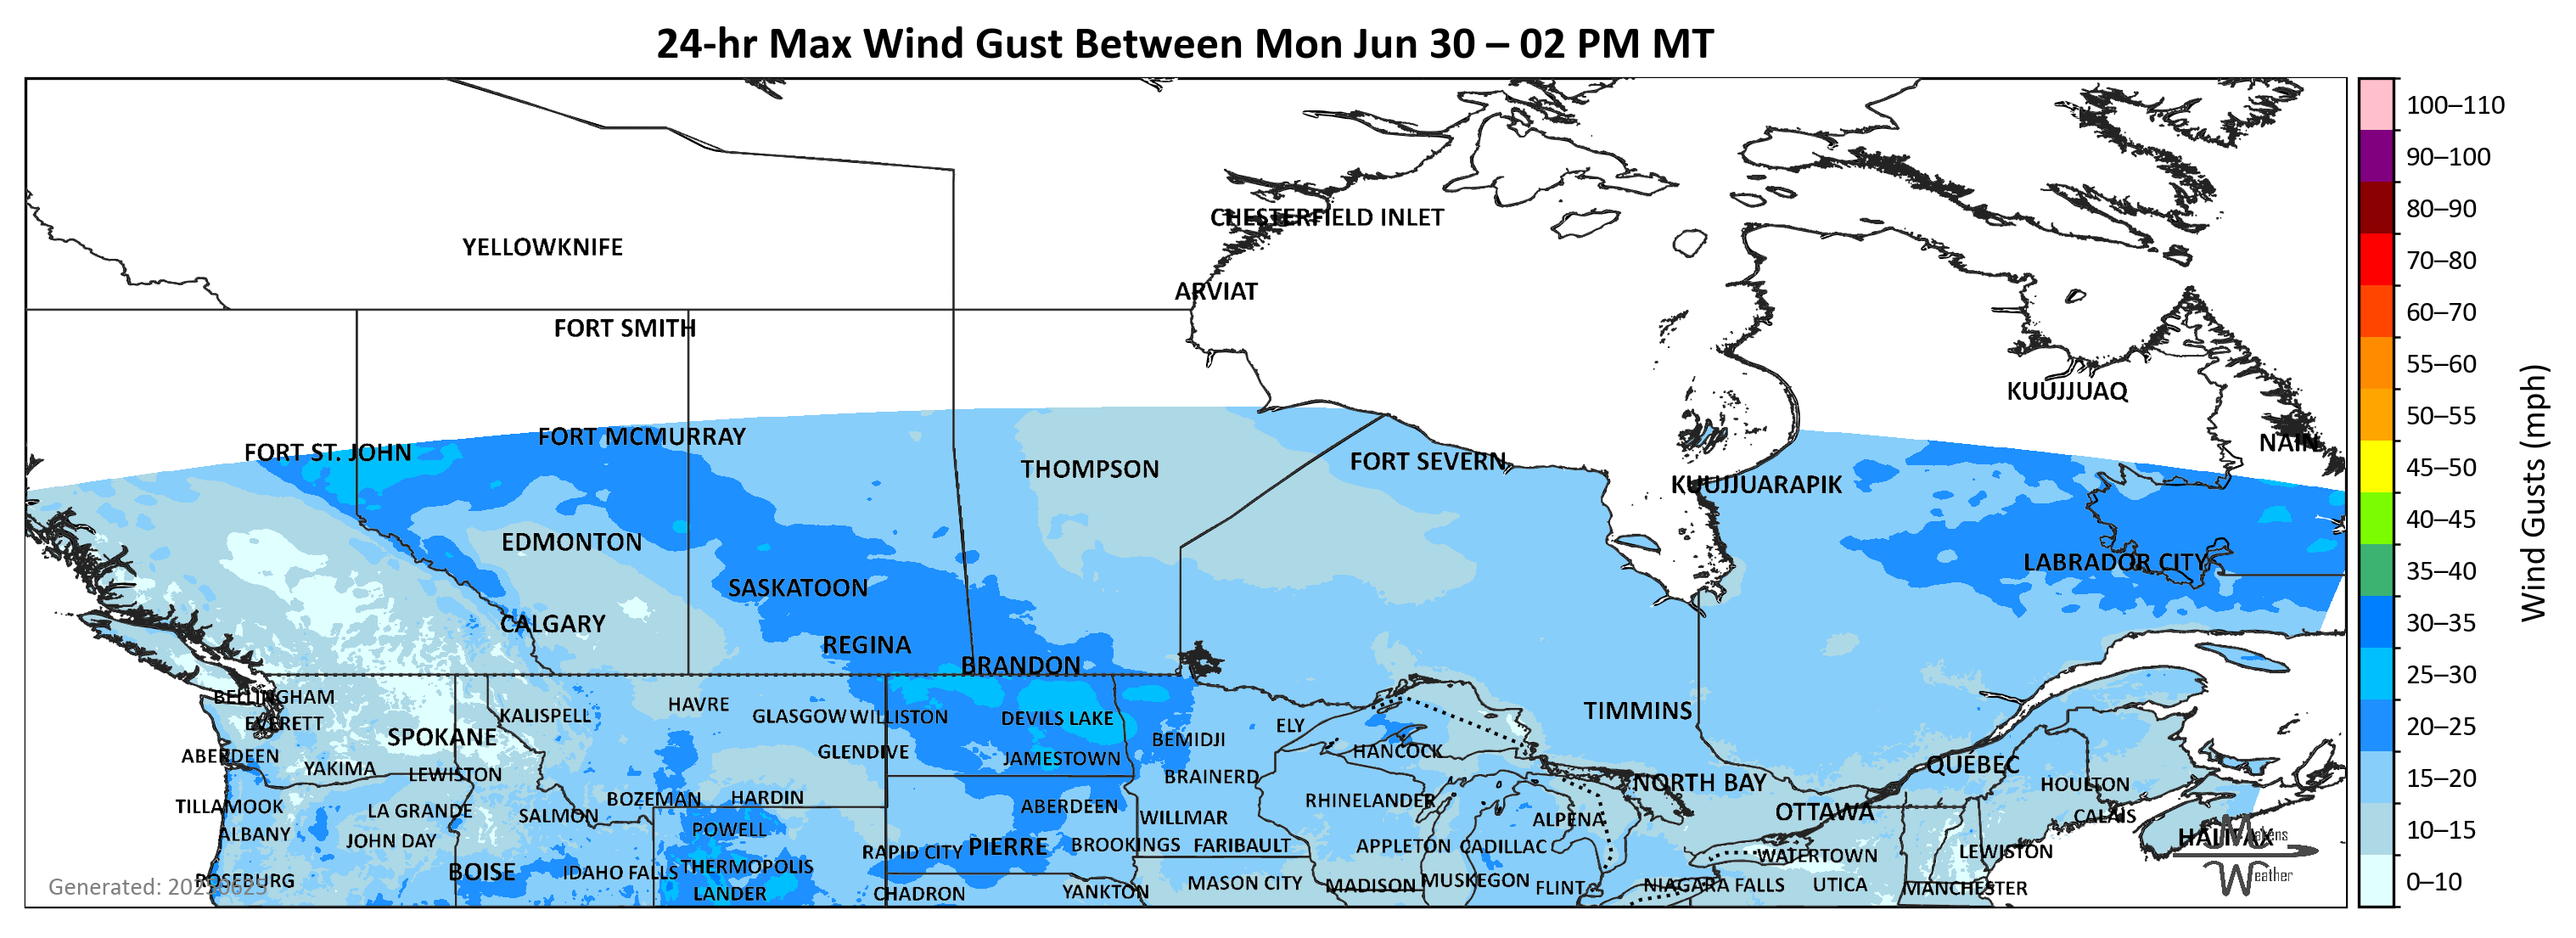 24-hr Max Wind Gust Between Mon Jun 30 – 02 PM MT
100–110
90–100
80–90
70–80
60–70
55–60
50–55
45–50
40–45
35–40
30–35
25–30
20–25
15–20
10–15
0–10
Wind Gusts (mph)
CHESTERFIELD INLET
YELLOWKNIFE
ARVIAT
FORT SMITH
KUUJJUAQ
FORT MCMURRAY
NAIN
FORT ST. JOHN
FORT SEVERN
THOMPSON
KUUJJUARAPIK
EDMONTON
LABRADOR CITY
SASKATOON
CALGARY
REGINA
BRANDON
BELLINGHAM
HAVRE
TIMMINS
KALISPELL
GLASGOW WILLISTON
DEVILS LAKE
EVERETT
ELY
SPOKANE
BEMIDJI
GLENDIVE
HANCOCK
ABERDEEN
JAMESTOWN
QUÉBEC
YAKIMA
LEWISTON
BRAINERD
NORTH BAY
HOULTON
BOZEMAN
HARDIN
RHINELANDER
TILLAMOOK
LA GRANDE
SALMON
ABERDEEN
WILLMAR
ALPENA
OTTAWA
CALAIS
ALBANY
JOHN DAY
POWELL
HALIFAX
RAPID CITY
PIERRE
BROOKINGS
FARIBAULT
APPLETON
CADILLAC
WATERTOWN
LEWISTON
BOISE
IDAHO FALLS
THERMOPOLIS
ROSEBURG
LANDER
CHADRON
YANKTON
MASON CITY
MADISON
MUSKEGON
FLINT
NIAGARA FALLS
UTICA
MANCHESTER
Makens
Weather
Generated: 20250625